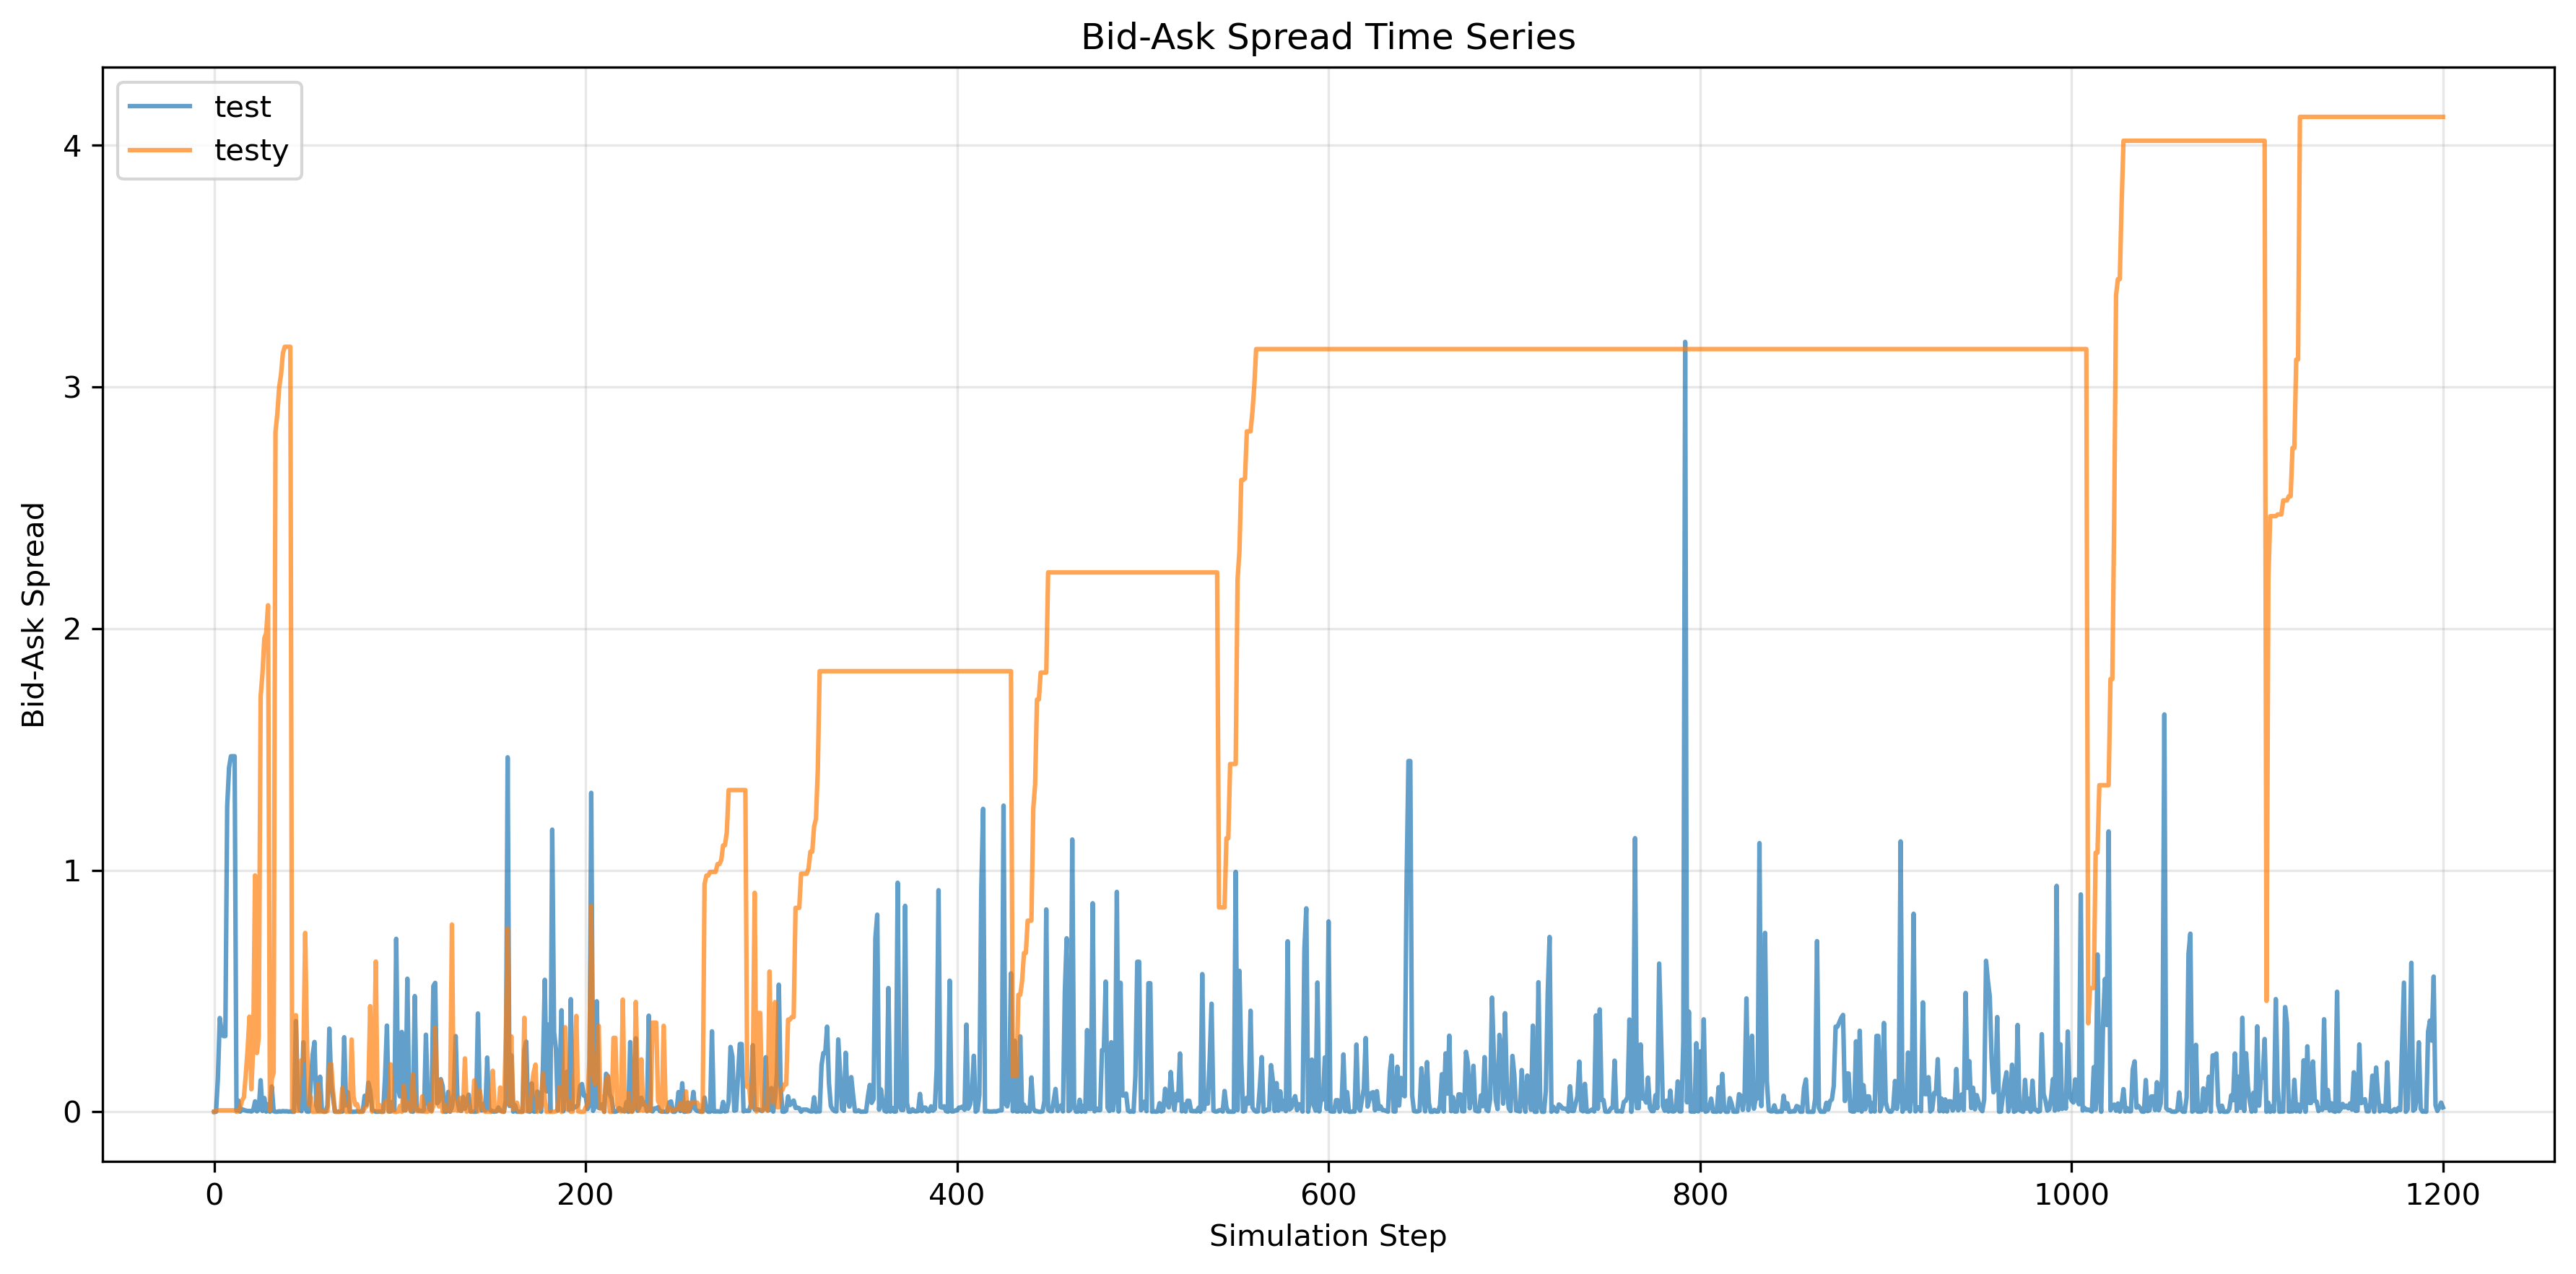 Bid-Ask Spread Time Series
test
testy
4
3
2
1
0
Bid-Ask Spread
0 200 400 600 800 1000 1200
Simulation Step